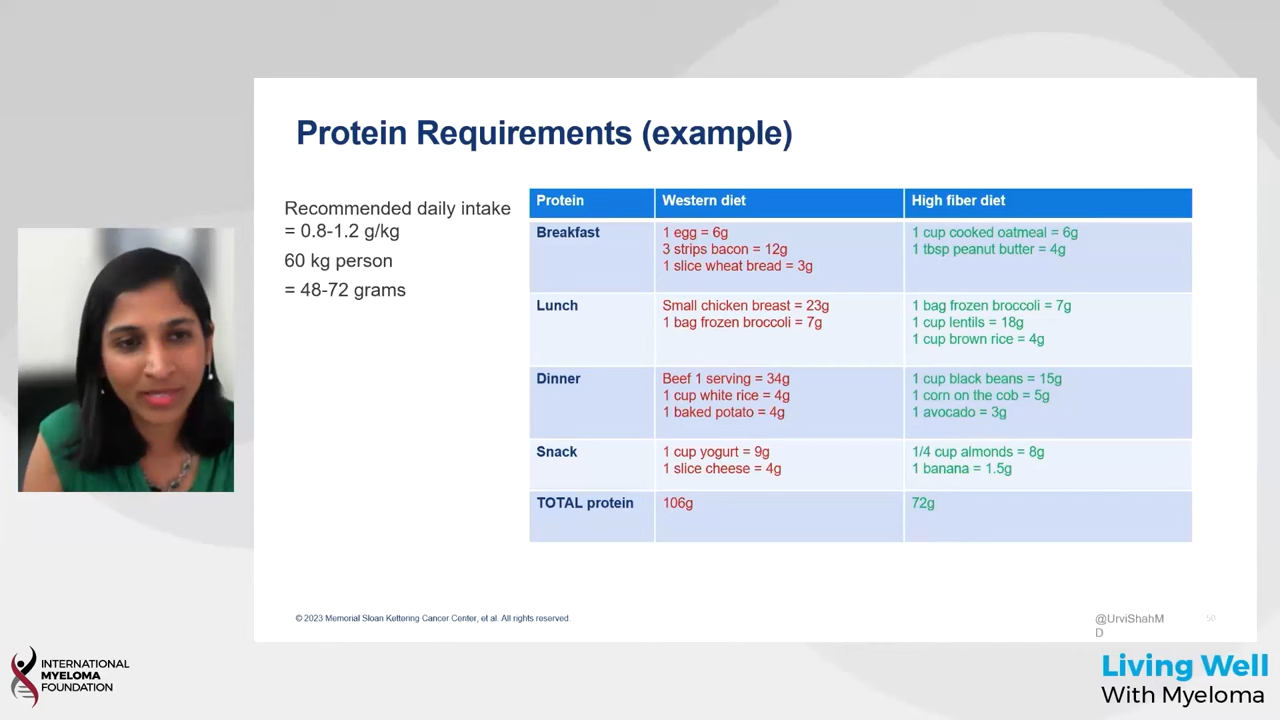 Protein Requirements (example)
Recommended daily intake
= 0.8-1.2 g/kg
60 kg person
= 48-72 grams
Protein
Western diet
High fiber diet
Breakfast
1 egg = 6g
3 strips bacon = 12g
1 slice wheat bread = 3g
1 cup cooked oatmeal = 6g
1 tbsp peanut butter = 4g
Lunch
Small chicken breast = 23g
1 bag frozen broccoli = 7g
1 bag frozen broccoli = 7g
1 cup lentils = 18g
1 cup brown rice = 4g
Dinner
Beef 1 serving = 34g
1 cup white rice = 4g
1 baked potato = 4g
1 cup black beans = 15g
1 corn on the cob = 5g
1 avocado = 3g
Snack
1 cup yogurt = 9g
1 slice cheese = 4g
1/4 cup almonds = 8g
1 banana = 1.5g
TOTAL protein
106g
72g
© 2023 Memorial Sloan Kettering Cancer Center, et al. All rights reserved.
@UrviShahM
D
50
INTERNATIONAL
MYELOMA
FOUNDATION
Living Well
With Myeloma